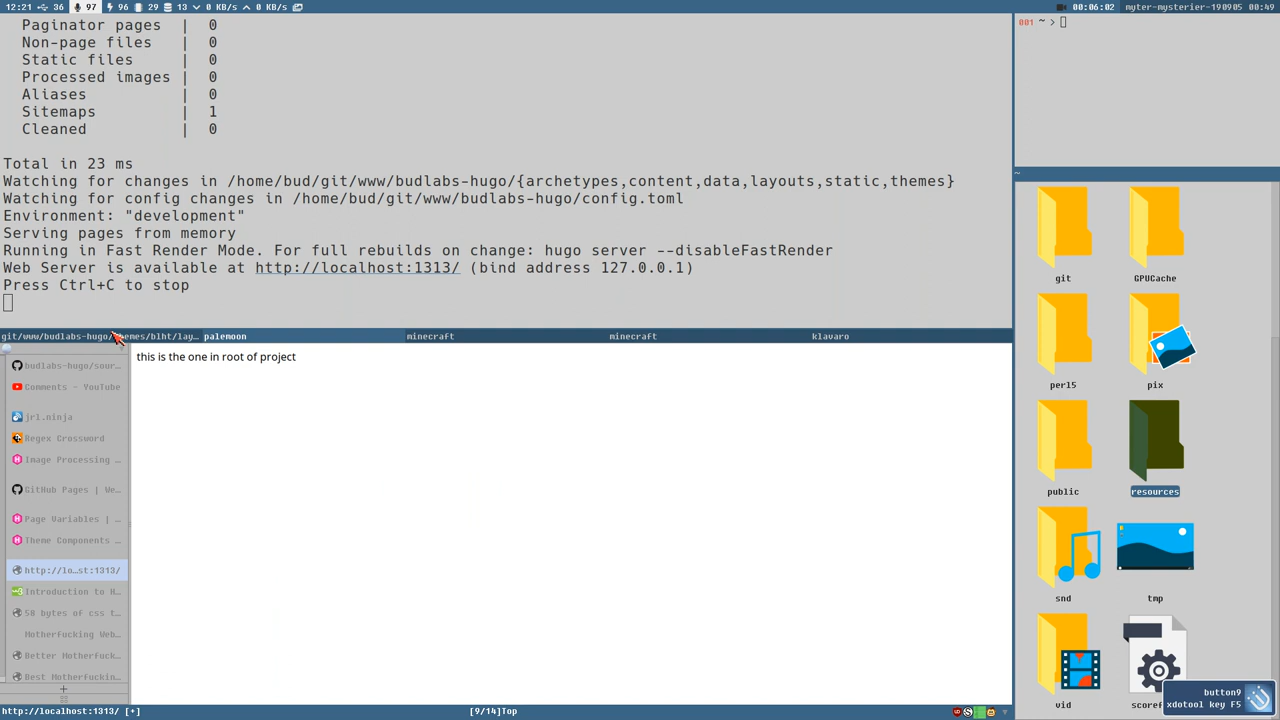 12:21 36 97 96 29 13 0 KB/s 0 KB/s
00:06:02 myter-mysterier-190905 00:49
Paginator pages | 0
Non-page files | 0
Static files | 0
Processed images | 0
Aliases | 0
Sitemaps | 1
Cleaned | 0
Total in 23 ms
Watching for changes in /home/bud/git/www/budlabs-hugo/{archetypes,content,data,layouts,static,themes}
Watching for config changes in /home/bud/git/www/budlabs-hugo/config.toml
Environment: "development"
Serving pages from memory
Running in Fast Render Mode. For full rebuilds on change: hugo server --disableFastRender
Web Server is available at http://localhost:1313/ (bind address 127.0.0.1)
Press Ctrl+C to stop
001 ~ >
~
git
GPUCache
perl5
pix
public
resources
snd
tmp
vid
scoref
git/www/budlabs-hugo/themes/blht/lay… palemoon minecraft minecraft klavaro
budlabs-hugo/sour…
Comments - YouTube
jrl.ninja
Regex Crossword
Image Processing …
GitHub Pages | We…
Page Variables | …
Theme Components …
http://lo…st:1313/
Introduction to H…
58 bytes of css t…
Motherfucking Web…
Better Motherfuck…
Best Motherfuckin…
+
this is the one in root of project
http://localhost:1313/ [+] [9/14]Top
button9
xdotool key F5